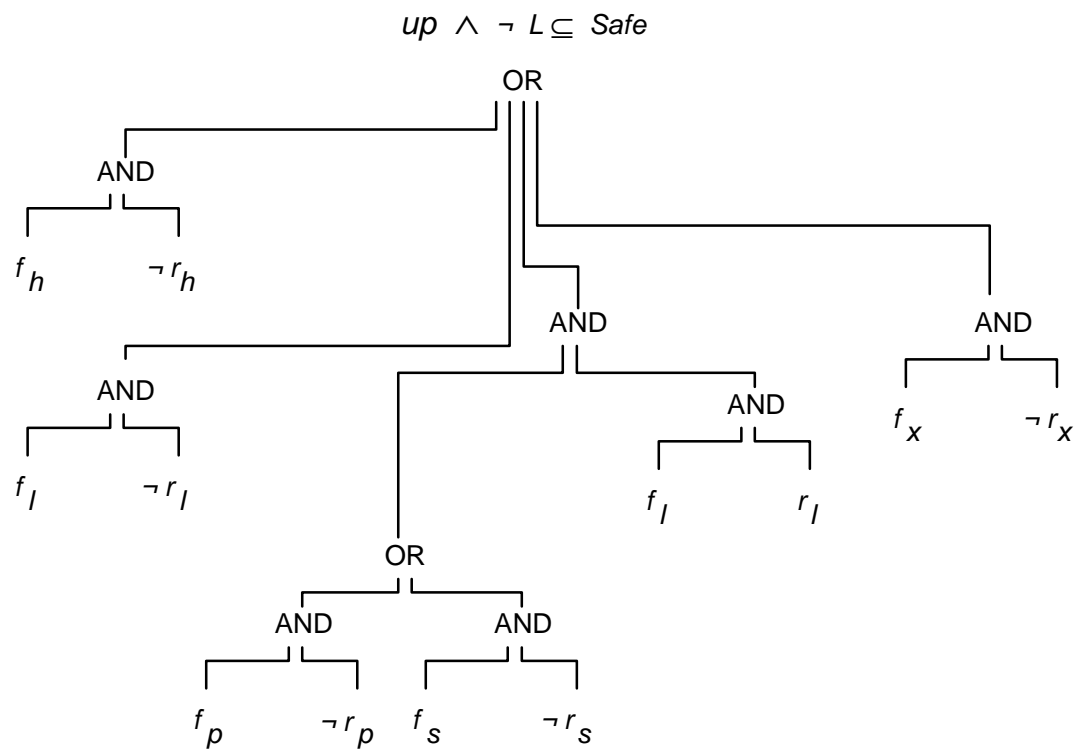 up ∧ ¬ L ⊆ Safe
OR
AND
f_h ¬ r_h
AND AND
AND
f_x ¬ r_x
AND
f_l ¬ r_l
f_l r_l
OR
AND AND
f_p ¬ r_p f_s ¬ r_s